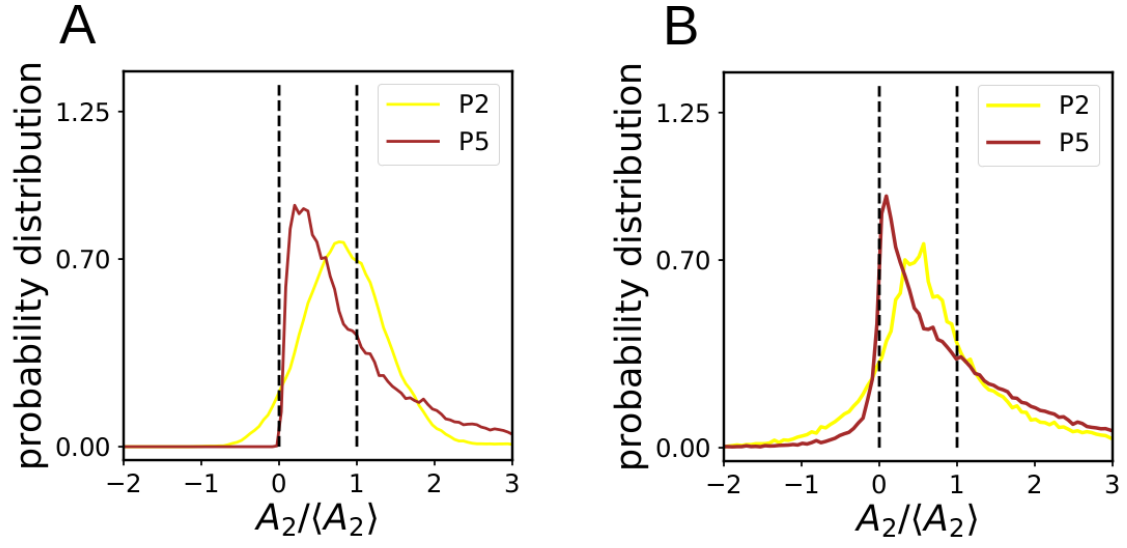 A
probability distribution
1.25
0.70
0.00
P2
P5
−2 −1 0 1 2 3
A₂/⟨A₂⟩
B
probability distribution
1.25
0.70
0.00
P2
P5
−2 −1 0 1 2 3
A₂/⟨A₂⟩